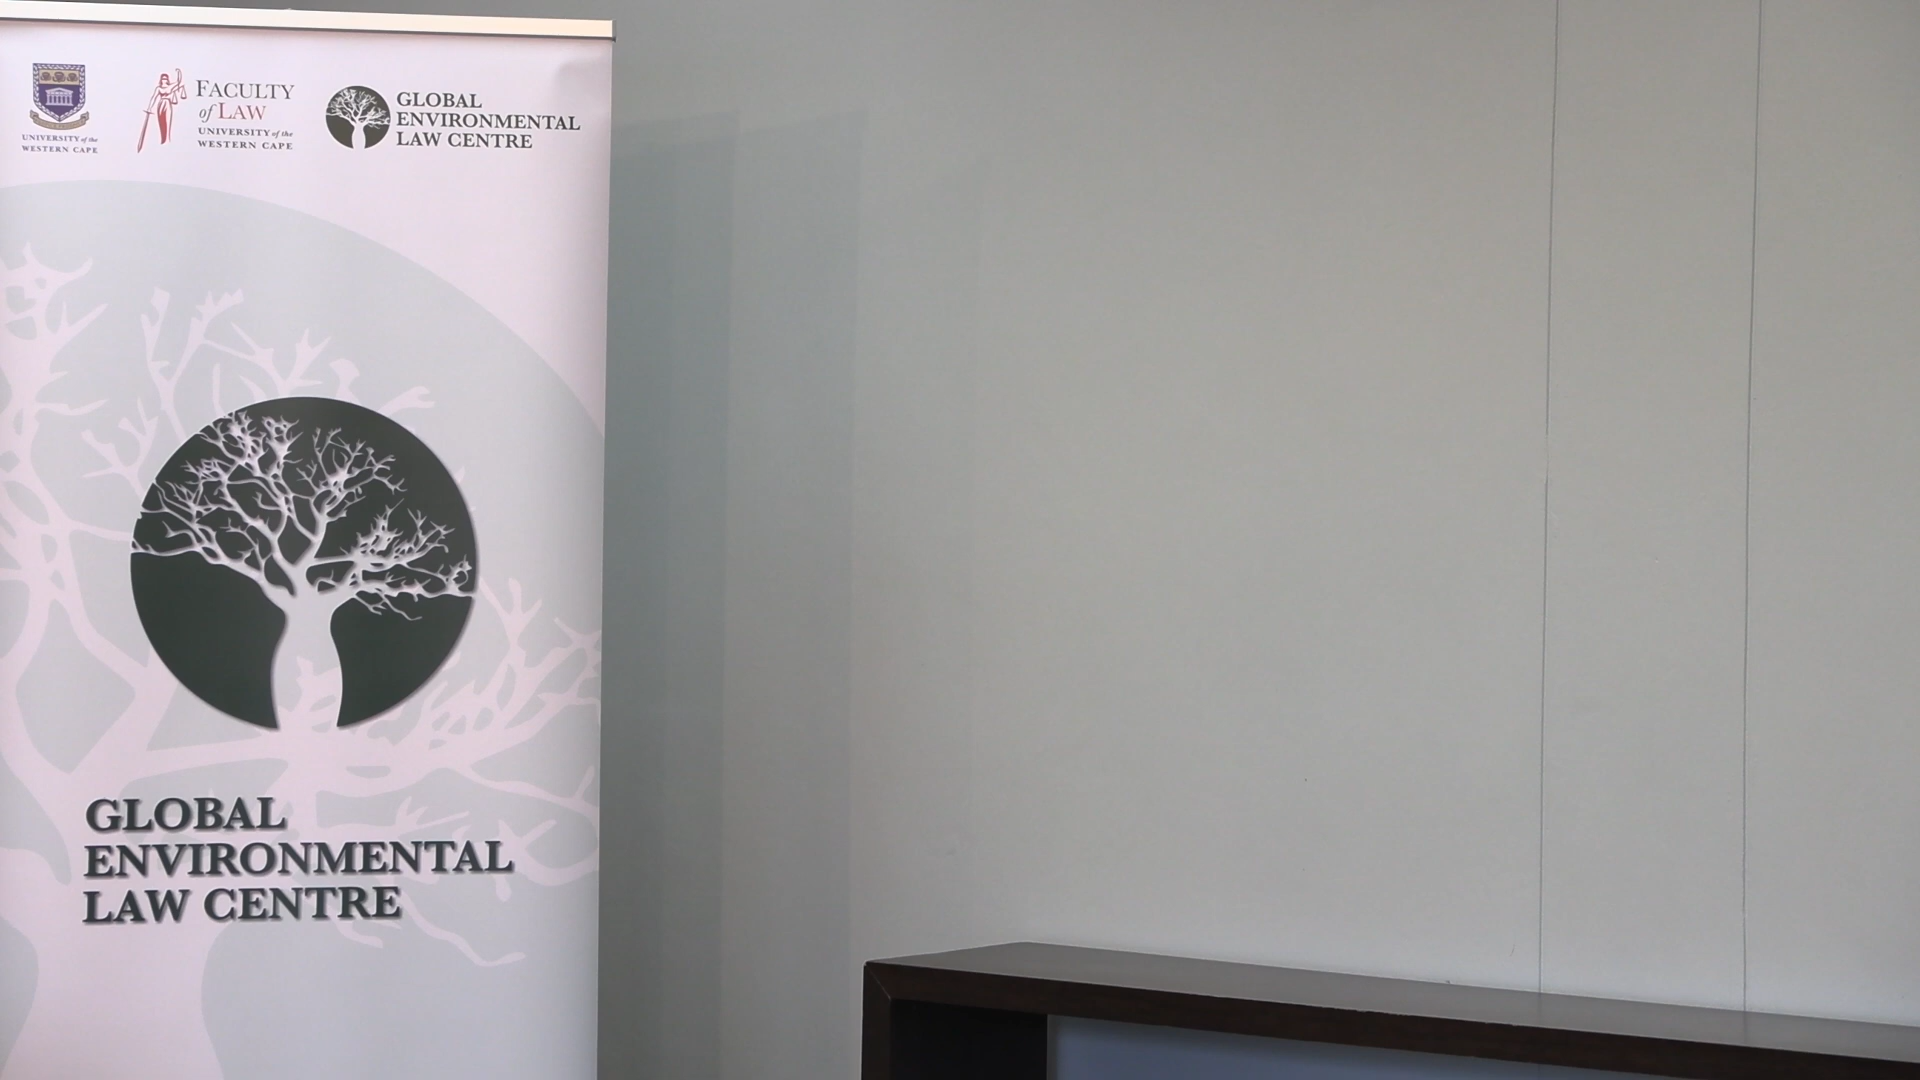 UNIVERSITY of the
WESTERN CAPE
FACULTY
of LAW
UNIVERSITY of the
WESTERN CAPE
GLOBAL
ENVIRONMENTAL
LAW CENTRE
GLOBAL
ENVIRONMENTAL
LAW CENTRE